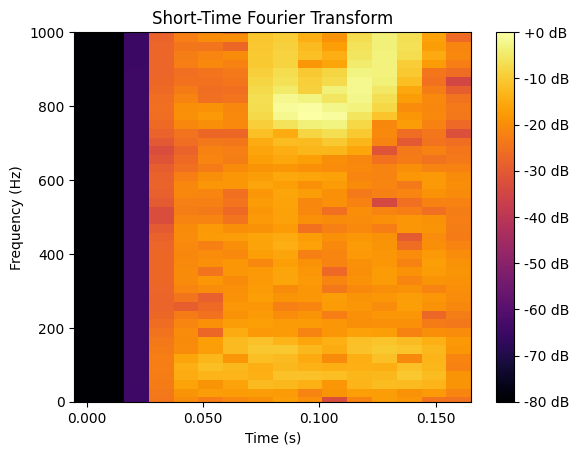 Short-Time Fourier Transform
1000
800
600
400
200
0
Frequency (Hz)
0.000
0.050
0.100
0.150
Time (s)
+0 dB
-10 dB
-20 dB
-30 dB
-40 dB
-50 dB
-60 dB
-70 dB
-80 dB